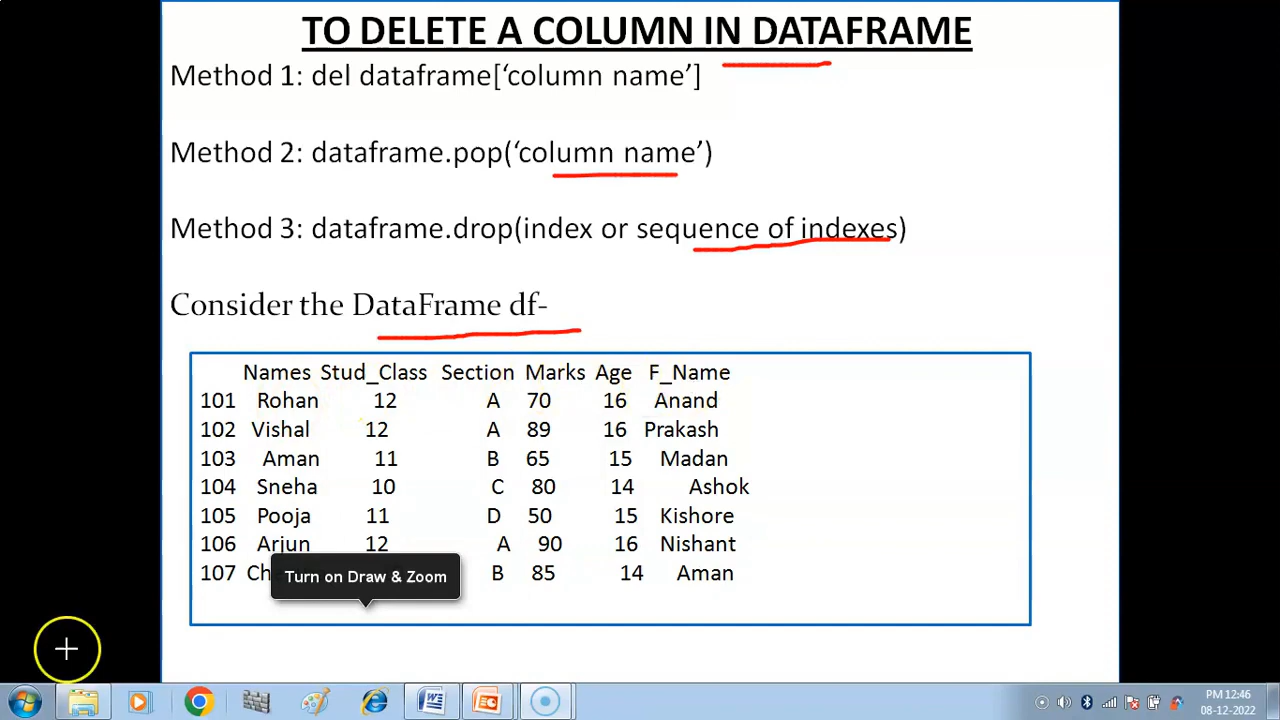 TO DELETE A COLUMN IN DATAFRAME
Method 1: del dataframe[‘column name’]
Method 2: dataframe.pop(‘column name’)
Method 3: dataframe.drop(index or sequence of indexes)
Consider the DataFrame df-
Names Stud_Class Section Marks Age F_Name
101 Rohan 12 A 70 16 Anand
102 Vishal 12 A 89 16 Prakash
103 Aman 11 B 65 15 Madan
104 Sneha 10 C 80 14 Ashok
105 Pooja 11 D 50 15 Kishore
106 Arjun 12 A 90 16 Nishant
107 B 85 14 Aman
Turn on Draw & Zoom
PM 12:46
08-12-2022